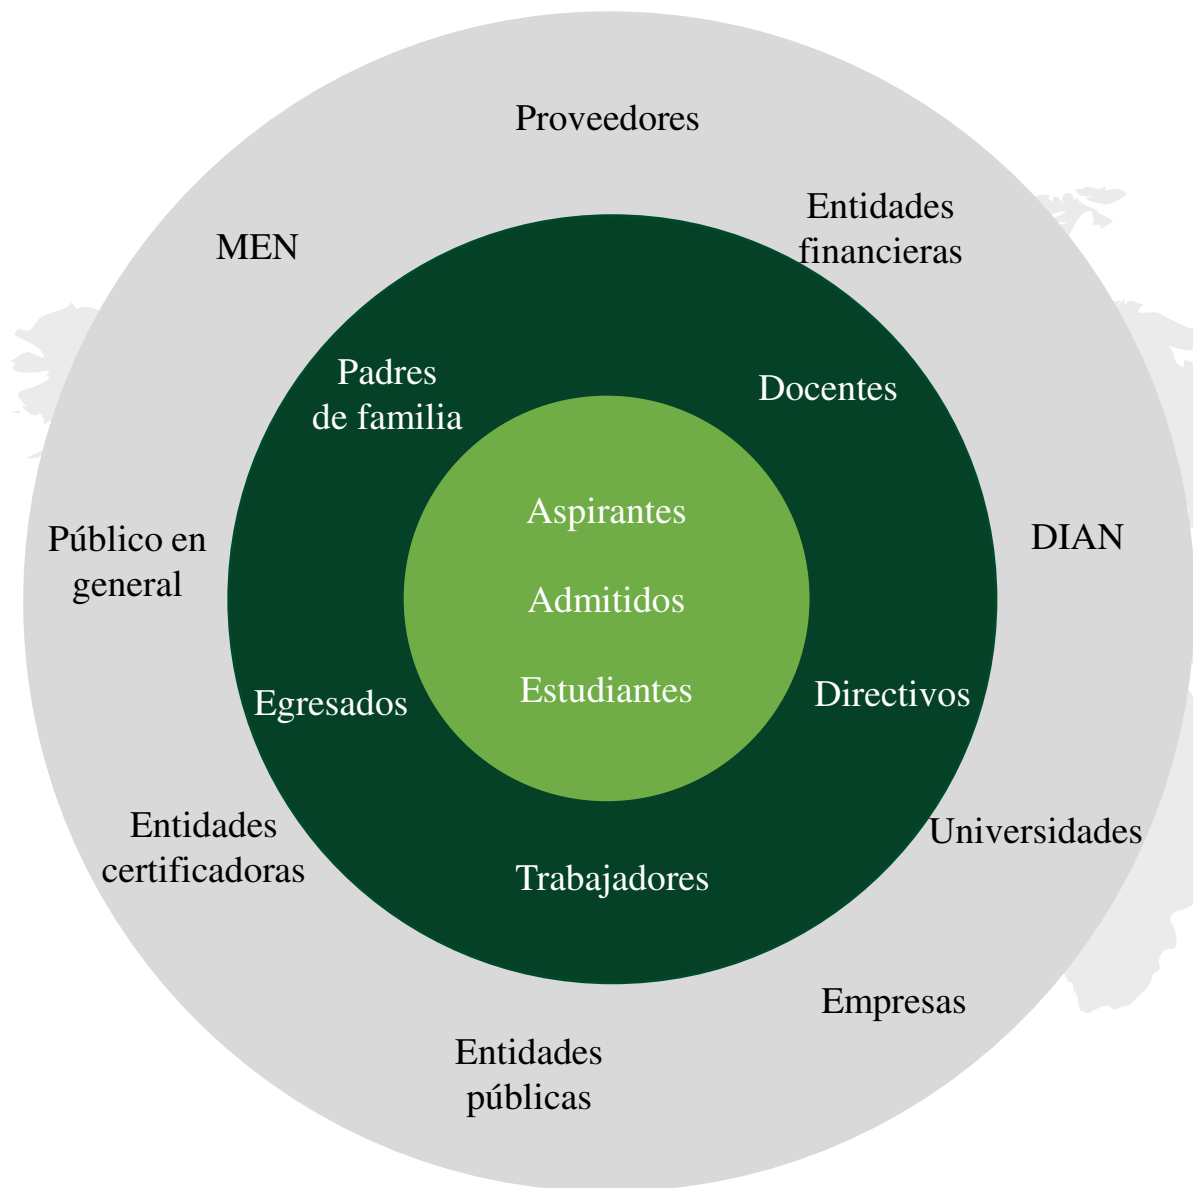 Proveedores
Entidades
financieras
MEN
Padres
de familia
Docentes
Aspirantes
Público en
general
DIAN
Admitidos
Estudiantes
Egresados
Directivos
Entidades
certificadoras
Universidades
Trabajadores
Empresas
Entidades
públicas